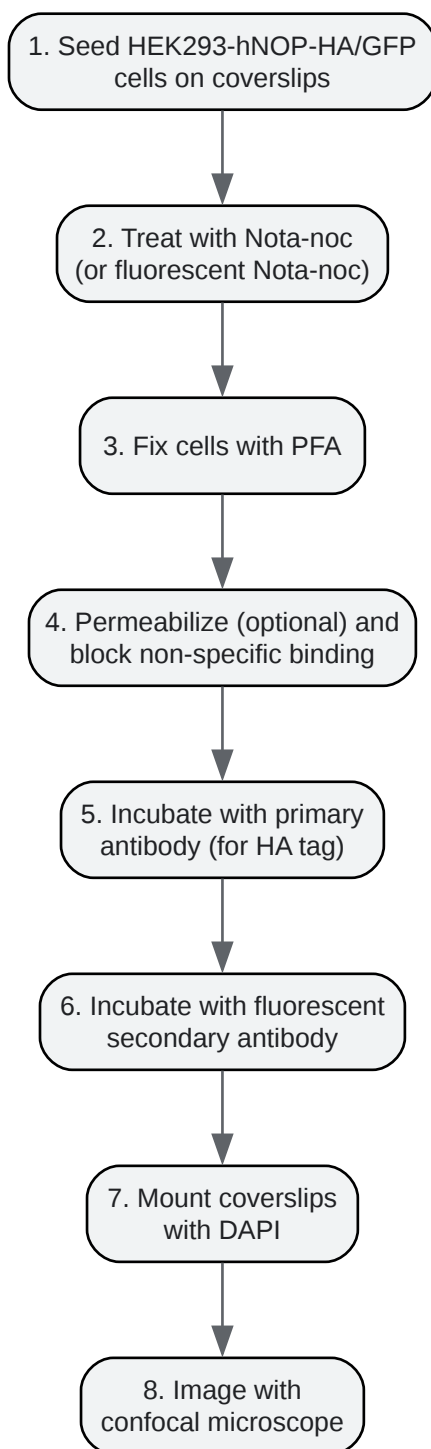 1. Seed HEK293-hNOP-HA/GFP
cells on coverslips
2. Treat with Nota-noc
(or fluorescent Nota-noc)
3. Fix cells with PFA
4. Permeabilize (optional) and
block non-specific binding
5. Incubate with primary
antibody (for HA tag)
6. Incubate with fluorescent
secondary antibody
7. Mount coverslips
with DAPI
8. Image with
confocal microscope